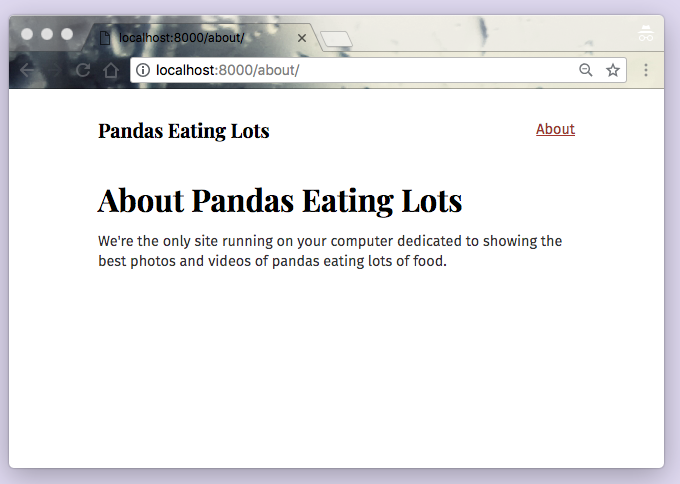 localhost:8000/about/
localhost:8000/about/
Pandas Eating Lots
About
About Pandas Eating Lots
We're the only site running on your computer dedicated to showing the
best photos and videos of pandas eating lots of food.